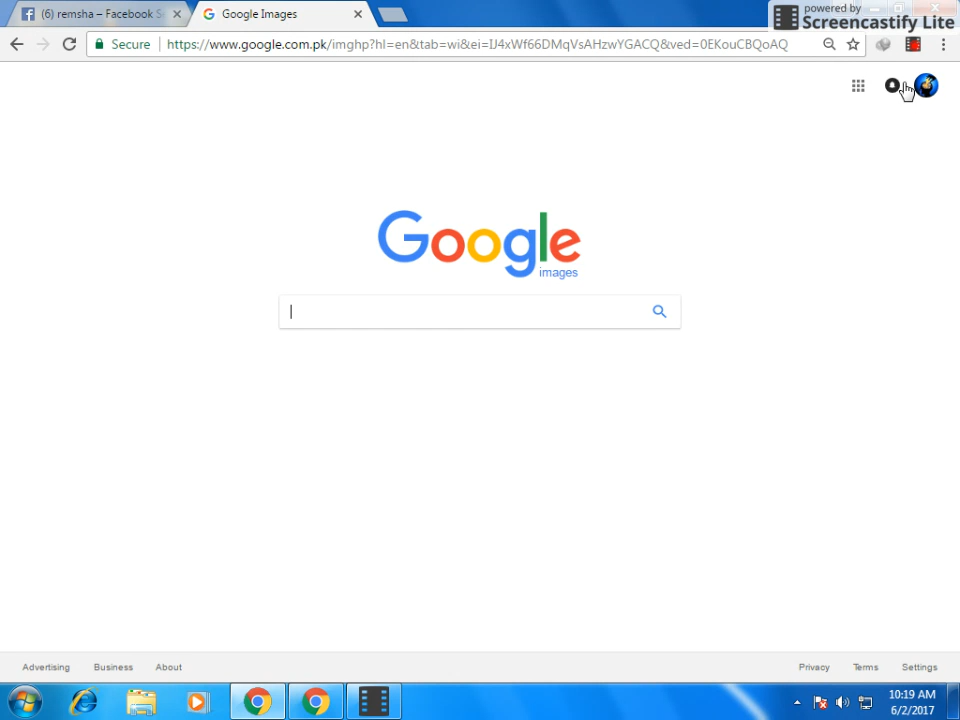 (6) remsha – Facebook S
Google Images
powered by
Screencastify Lite
Secure
https://www.google.com.pk/imghp?hl=en&tab=wi&ei=IJ4xWf66DMqVsAHzwYGACQ&ved=0EKouCBQoAQ
Google
images
Advertising
Business
About
Privacy
Terms
Settings
10:19 AM
6/2/2017